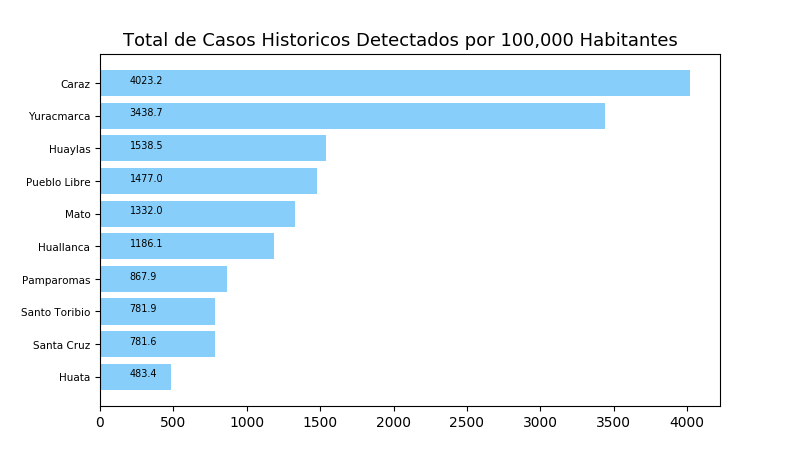 Total de Casos Historicos Detectados por 100,000 Habitantes
Caraz 4023.2
Yuracmarca 3438.7
Huaylas 1538.5
Pueblo Libre 1477.0
Mato 1332.0
Huallanca 1186.1
Pamparomas 867.9
Santo Toribio 781.9
Santa Cruz 781.6
Huata 483.4
0 500 1000 1500 2000 2500 3000 3500 4000